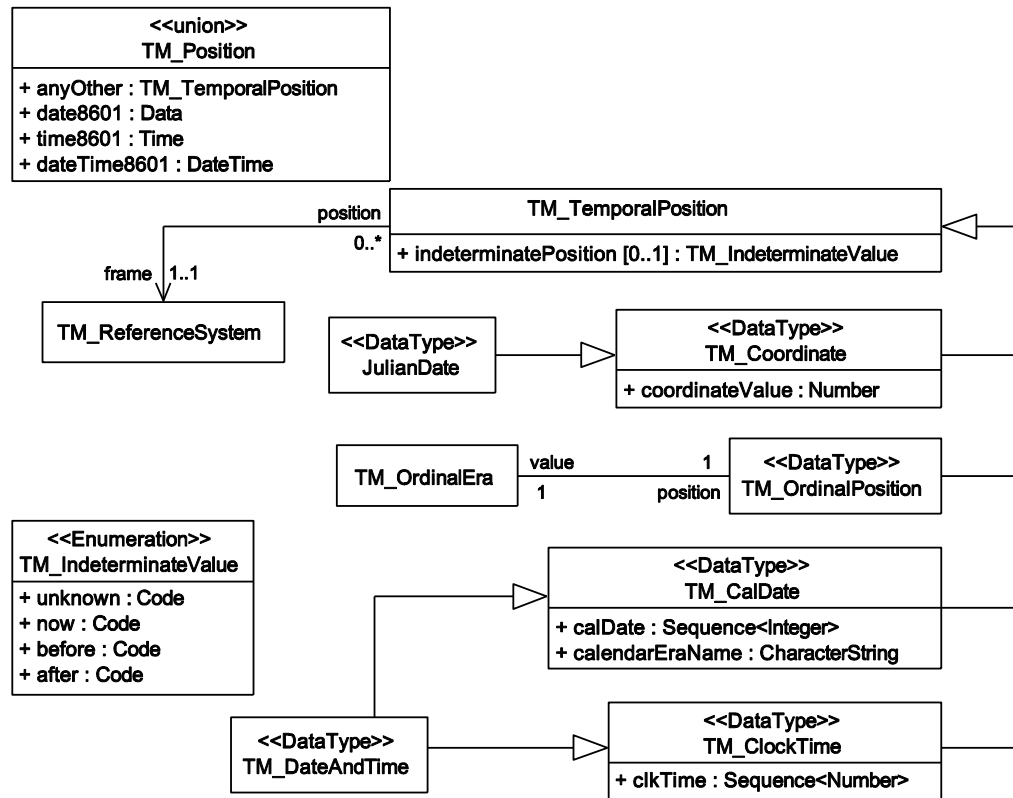 <<union>>
TM_Position
+ anyOther : TM_TemporalPosition
+ date8601 : Data
+ time8601 : Time
+ dateTime8601 : DateTime
TM_TemporalPosition
+ indeterminatePosition [0..1] : TM_IndeterminateValue
position
0..*
frame
1..1
TM_ReferenceSystem
<<DataType>>
JulianDate
<<DataType>>
TM_Coordinate
+ coordinateValue : Number
TM_OrdinalEra
value
1
1
position
<<DataType>>
TM_OrdinalPosition
<<Enumeration>>
TM_IndeterminateValue
+ unknown : Code
+ now : Code
+ before : Code
+ after : Code
<<DataType>>
TM_CalDate
+ calDate : Sequence<Integer>
+ calendarEraName : CharacterString
<<DataType>>
TM_DateAndTime
<<DataType>>
TM_ClockTime
+ clkTime : Sequence<Number>